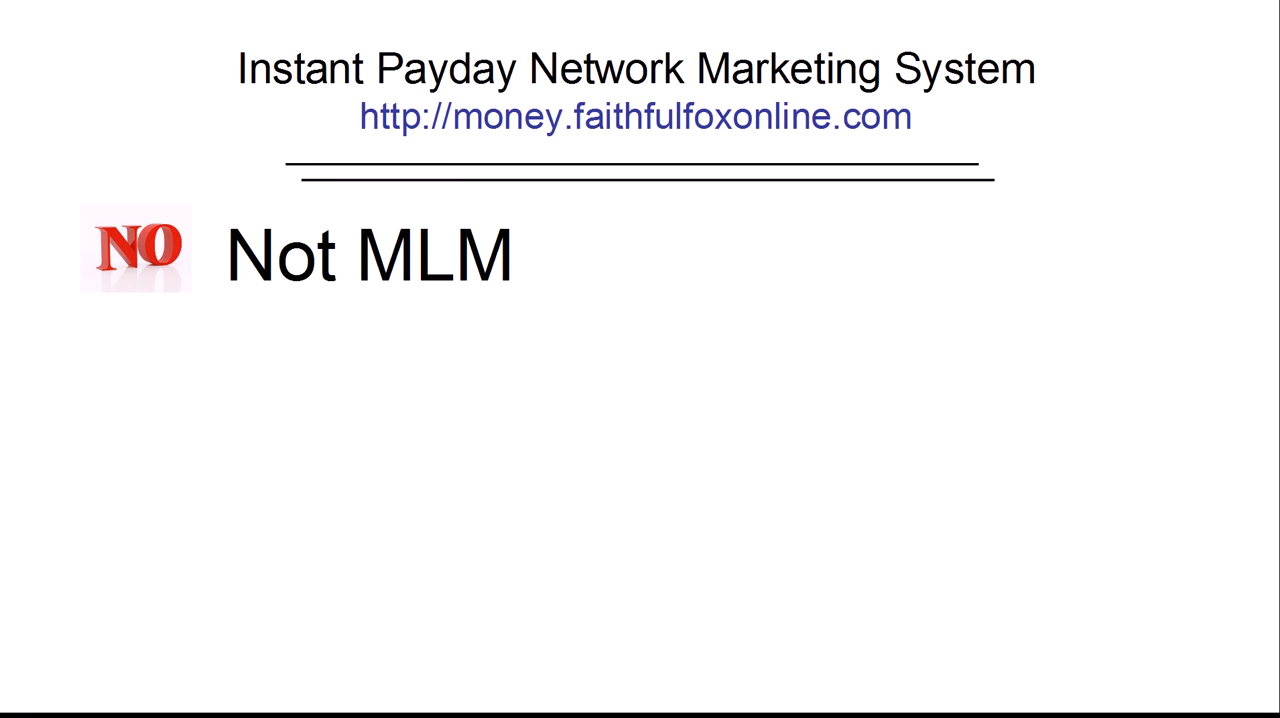 Instant Payday Network Marketing System
http://money.faithfulfoxonline.com
NO Not MLM